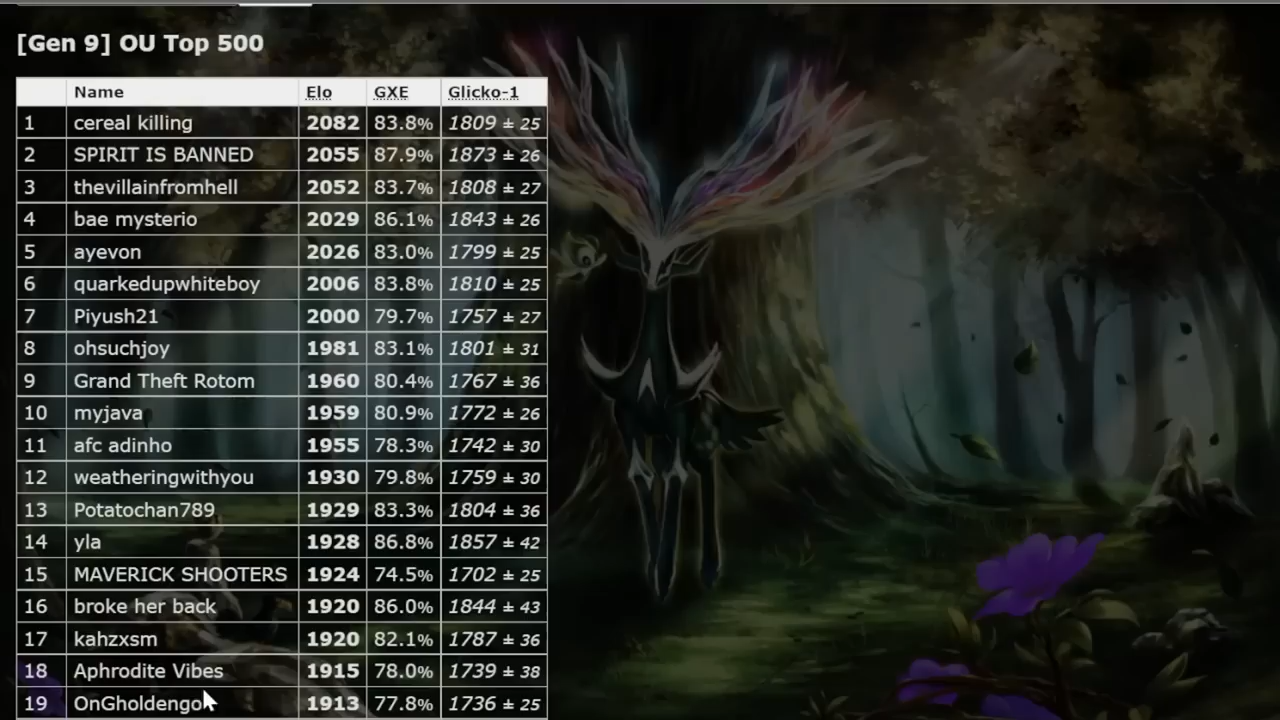 [Gen 9] OU Top 500
Name Elo GXE Glicko-1
1 cereal killing 2082 83.8% 1809 ± 25
2 SPIRIT IS BANNED 2055 87.9% 1873 ± 26
3 thevillainfromhell 2052 83.7% 1808 ± 27
4 bae mysterio 2029 86.1% 1843 ± 26
5 ayevon 2026 83.0% 1799 ± 25
6 quarkedupwhiteboy 2006 83.8% 1810 ± 25
7 Piyush21 2000 79.7% 1757 ± 27
8 ohsuchjoy 1981 83.1% 1801 ± 31
9 Grand Theft Rotom 1960 80.4% 1767 ± 36
10 myjava 1959 80.9% 1772 ± 26
11 afc adinho 1955 78.3% 1742 ± 30
12 weatheringwithyou 1930 79.8% 1759 ± 30
13 Potatochan789 1929 83.3% 1804 ± 36
14 yla 1928 86.8% 1857 ± 42
15 MAVERICK SHOOTERS 1924 74.5% 1702 ± 25
16 broke her back 1920 86.0% 1844 ± 43
17 kahzxsm 1920 82.1% 1787 ± 36
18 Aphrodite Vibes 1915 78.0% 1739 ± 38
19 OnGholdengo 1913 77.8% 1736 ± 25